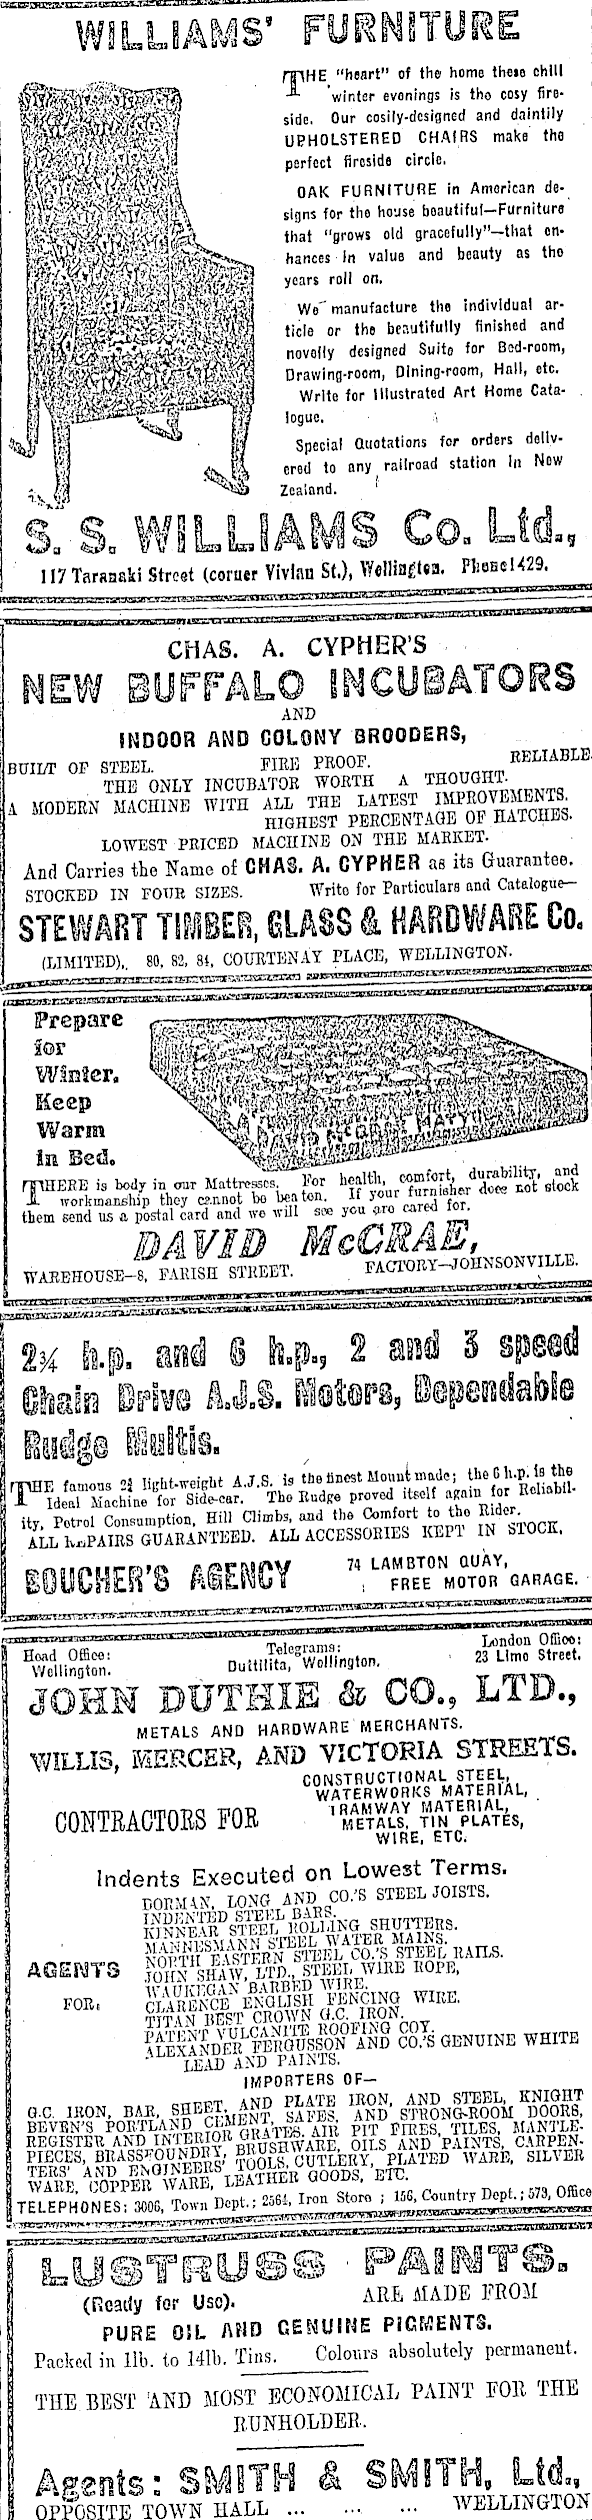 WILLIAMS' FURNITURE
THE "heart" of the home these chill
winter evenings is the cosy fire-
side. Our cosily-designed and daintily
UPHOLSTERED CHAIRS make the
perfect fireside circle.
OAK FURNITURE in American de-
signs for the house beautiful—Furniture
that "grows old gracefully"—that en-
hances in value and beauty as the
years roll on.
We manufacture the individual ar-
ticle or the beautifully finished and
novelly designed Suite for Bed-room,
Drawing-room, Dining-room, Hall, etc.
Write for Illustrated Art Home Cata-
logue.
Special Quotations for orders deliv-
ered to any railroad station in New
Zealand.
S. S. WILLIAMS Co. Ltd.,
117 Taranaki Street (corner Vivian St.), Wellington. Phone 1429.
CHAS. A. CYPHER'S
NEW BUFFALO INCUBATORS
AND
INDOOR AND COLONY BROODERS,
BUILT OF STEEL. FIRE PROOF. RELIABLE.
THE ONLY INCUBATOR WORTH A THOUGHT.
A MODERN MACHINE WITH ALL THE LATEST IMPROVEMENTS.
HIGHEST PERCENTAGE OF HATCHES.
LOWEST PRICED MACHINE ON THE MARKET.
And Carries the Name of CHAS. A. CYPHER as its Guarantee.
STOCKED IN FOUR SIZES. Write for Particulars and Catalogue—
STEWART TIMBER, GLASS & HARDWARE Co.
(LIMITED), 80, 82, 84, COURTENAY PLACE, WELLINGTON.
Prepare
for
Winter.
Keep
Warm
in Bed.
THERE is body in our Mattresses. For health, comfort, durability, and
workmanship they cannot be beaten. If your furnisher does not stock
them send us a postal card and we will see you are cared for.
DAVID McCRAE,
WAREHOUSE—8, FARISH STREET. FACTORY—JOHNSONVILLE.
2¾ h.p. and 6 h.p., 2 and 3 speed
Chain Drive A.J.S. Motors, Dependable
Rudge Multis.
THE famous 2¾ light-weight A.J.S. is the finest Mount made; the 6 h.p. is the
Ideal Machine for Side-car. The Rudge proved itself again for Reliabil-
ity, Petrol Consumption, Hill Climbs, and the Comfort to the Rider.
ALL REPAIRS GUARANTEED. ALL ACCESSORIES KEPT IN STOCK.
BOUCHER'S AGENCY 74 LAMBTON QUAY,
FREE MOTOR GARAGE.
Head Office: Telegrams: London Office:
Wellington. Duttilita, Wellington. 23 Lime Street.
JOHN DUTHIE & CO., LTD.,
METALS AND HARDWARE MERCHANTS.
WILLIS, MERCER, AND VICTORIA STREETS.
CONTRACTORS FOR
CONSTRUCTIONAL STEEL,
WATERWORKS MATERIAL,
TRAMWAY MATERIAL,
METALS, TIN PLATES,
WIRE, ETC.
Indents Executed on Lowest Terms.
AGENTS
FOR:
DORMAN, LONG AND CO.'S STEEL JOISTS.
INDENTED STEEL BARS.
KINNEAR STEEL ROLLING SHUTTERS.
MANNESMANN STEEL WATER MAINS.
NORTH EASTERN STEEL CO.'S STEEL RAILS.
JOHN SHAW, LTD., STEEL WIRE ROPE,
WAUKEGAN BARBED WIRE.
CLARENCE ENGLISH FENCING WIRE.
TITAN BEST CROWN G.C. IRON.
PATENT VULCANITE ROOFING COY.
ALEXANDER FERGUSSON AND CO.'S GENUINE WHITE
LEAD AND PAINTS.
IMPORTERS OF—
G.C. IRON, BAR, SHEET, AND PLATE IRON, AND STEEL, KNIGHT
BEVEN'S PORTLAND CEMENT, SAFES, AND STRONG-ROOM DOORS,
REGISTER AND INTERIOR GRATES. AIR PIT FIRES, TILES, MANTLE-
PIECES, BRASSFOUNDRY, BRUSHWARE, OILS AND PAINTS, CARPEN-
TERS' AND ENGINEERS' TOOLS, CUTLERY, PLATED WARE, SILVER
WARE, COPPER WARE, LEATHER GOODS, ETC.
TELEPHONES: 3006, Town Dept.; 2564, Iron Store ; 156, Country Dept.; 573, Office
LUSTRUSS PAINTS.
(Ready for Use). ARE MADE FROM
PURE OIL AND GENUINE PIGMENTS.
Packed in 1lb. to 14lb. Tins. Colours absolutely permanent.
THE BEST AND MOST ECONOMICAL PAINT FOR THE
RUNHOLDER.
Agents: SMITH & SMITH, Ltd.,
OPPOSITE TOWN HALL ... ... ... WELLINGTON